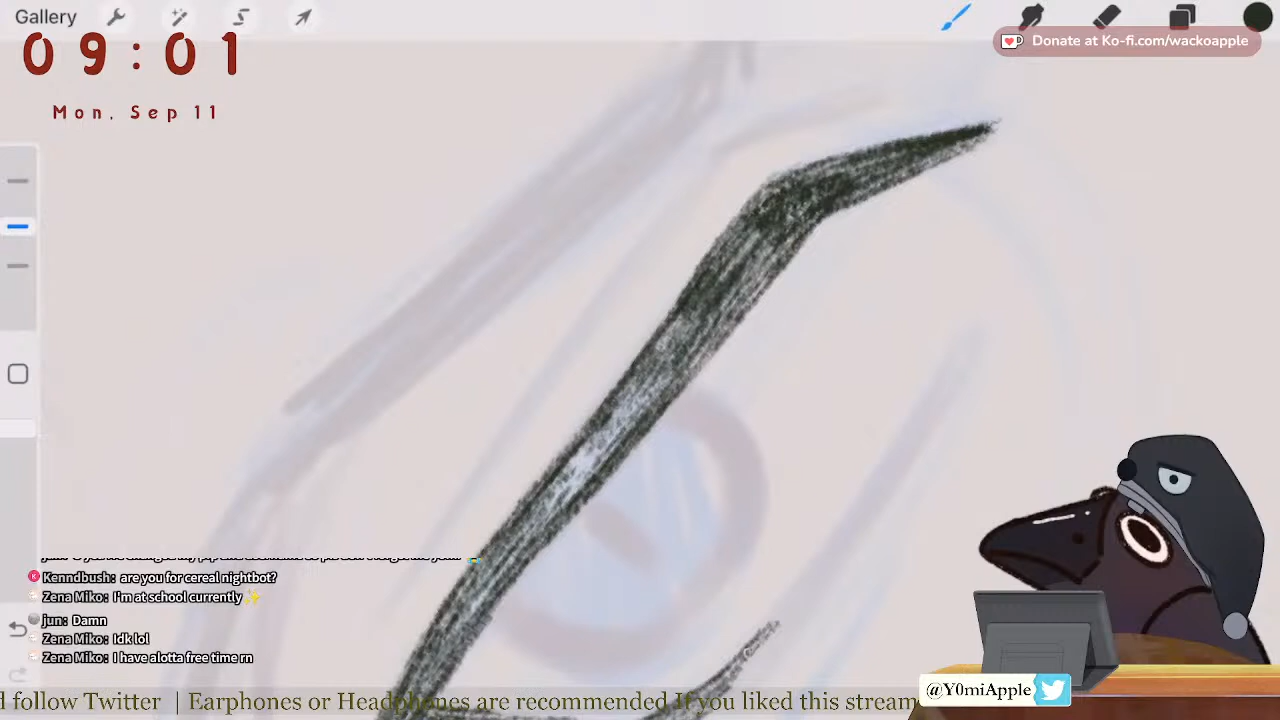 Gallery
09:01
Mon, Sep 11
Donate at Ko-fi.com/wackoapple
Kenndbush: are you for cereal nightbot?
Zena Miko: I'm at school currently ✨
jun: Damn
Zena Miko: Idk lol
Zena Miko: I have alotta free time rn
@Y0miApple
d follow Twitter | Earphones or Headphones are recommended If you liked this stream